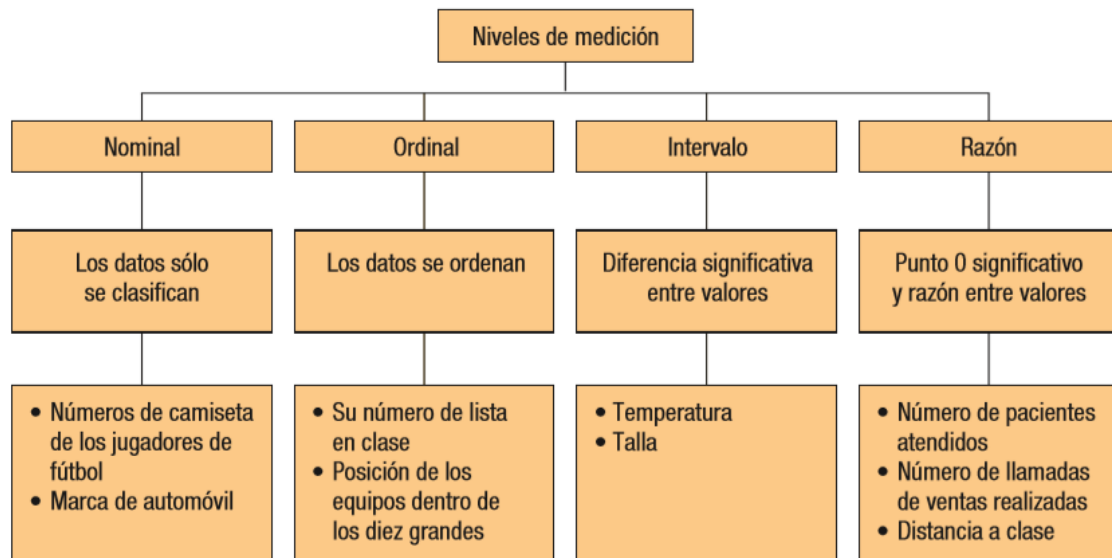 Niveles de medición
Nominal
Ordinal
Intervalo
Razón
Los datos sólo
se clasifican
Los datos se ordenan
Diferencia significativa
entre valores
Punto 0 significativo
y razón entre valores
• Números de camiseta
de los jugadores de
fútbol
• Marca de automóvil
• Su número de lista
en clase
• Posición de los
equipos dentro de
los diez grandes
• Temperatura
• Talla
• Número de pacientes
atendidos
• Número de llamadas
de ventas realizadas
• Distancia a clase